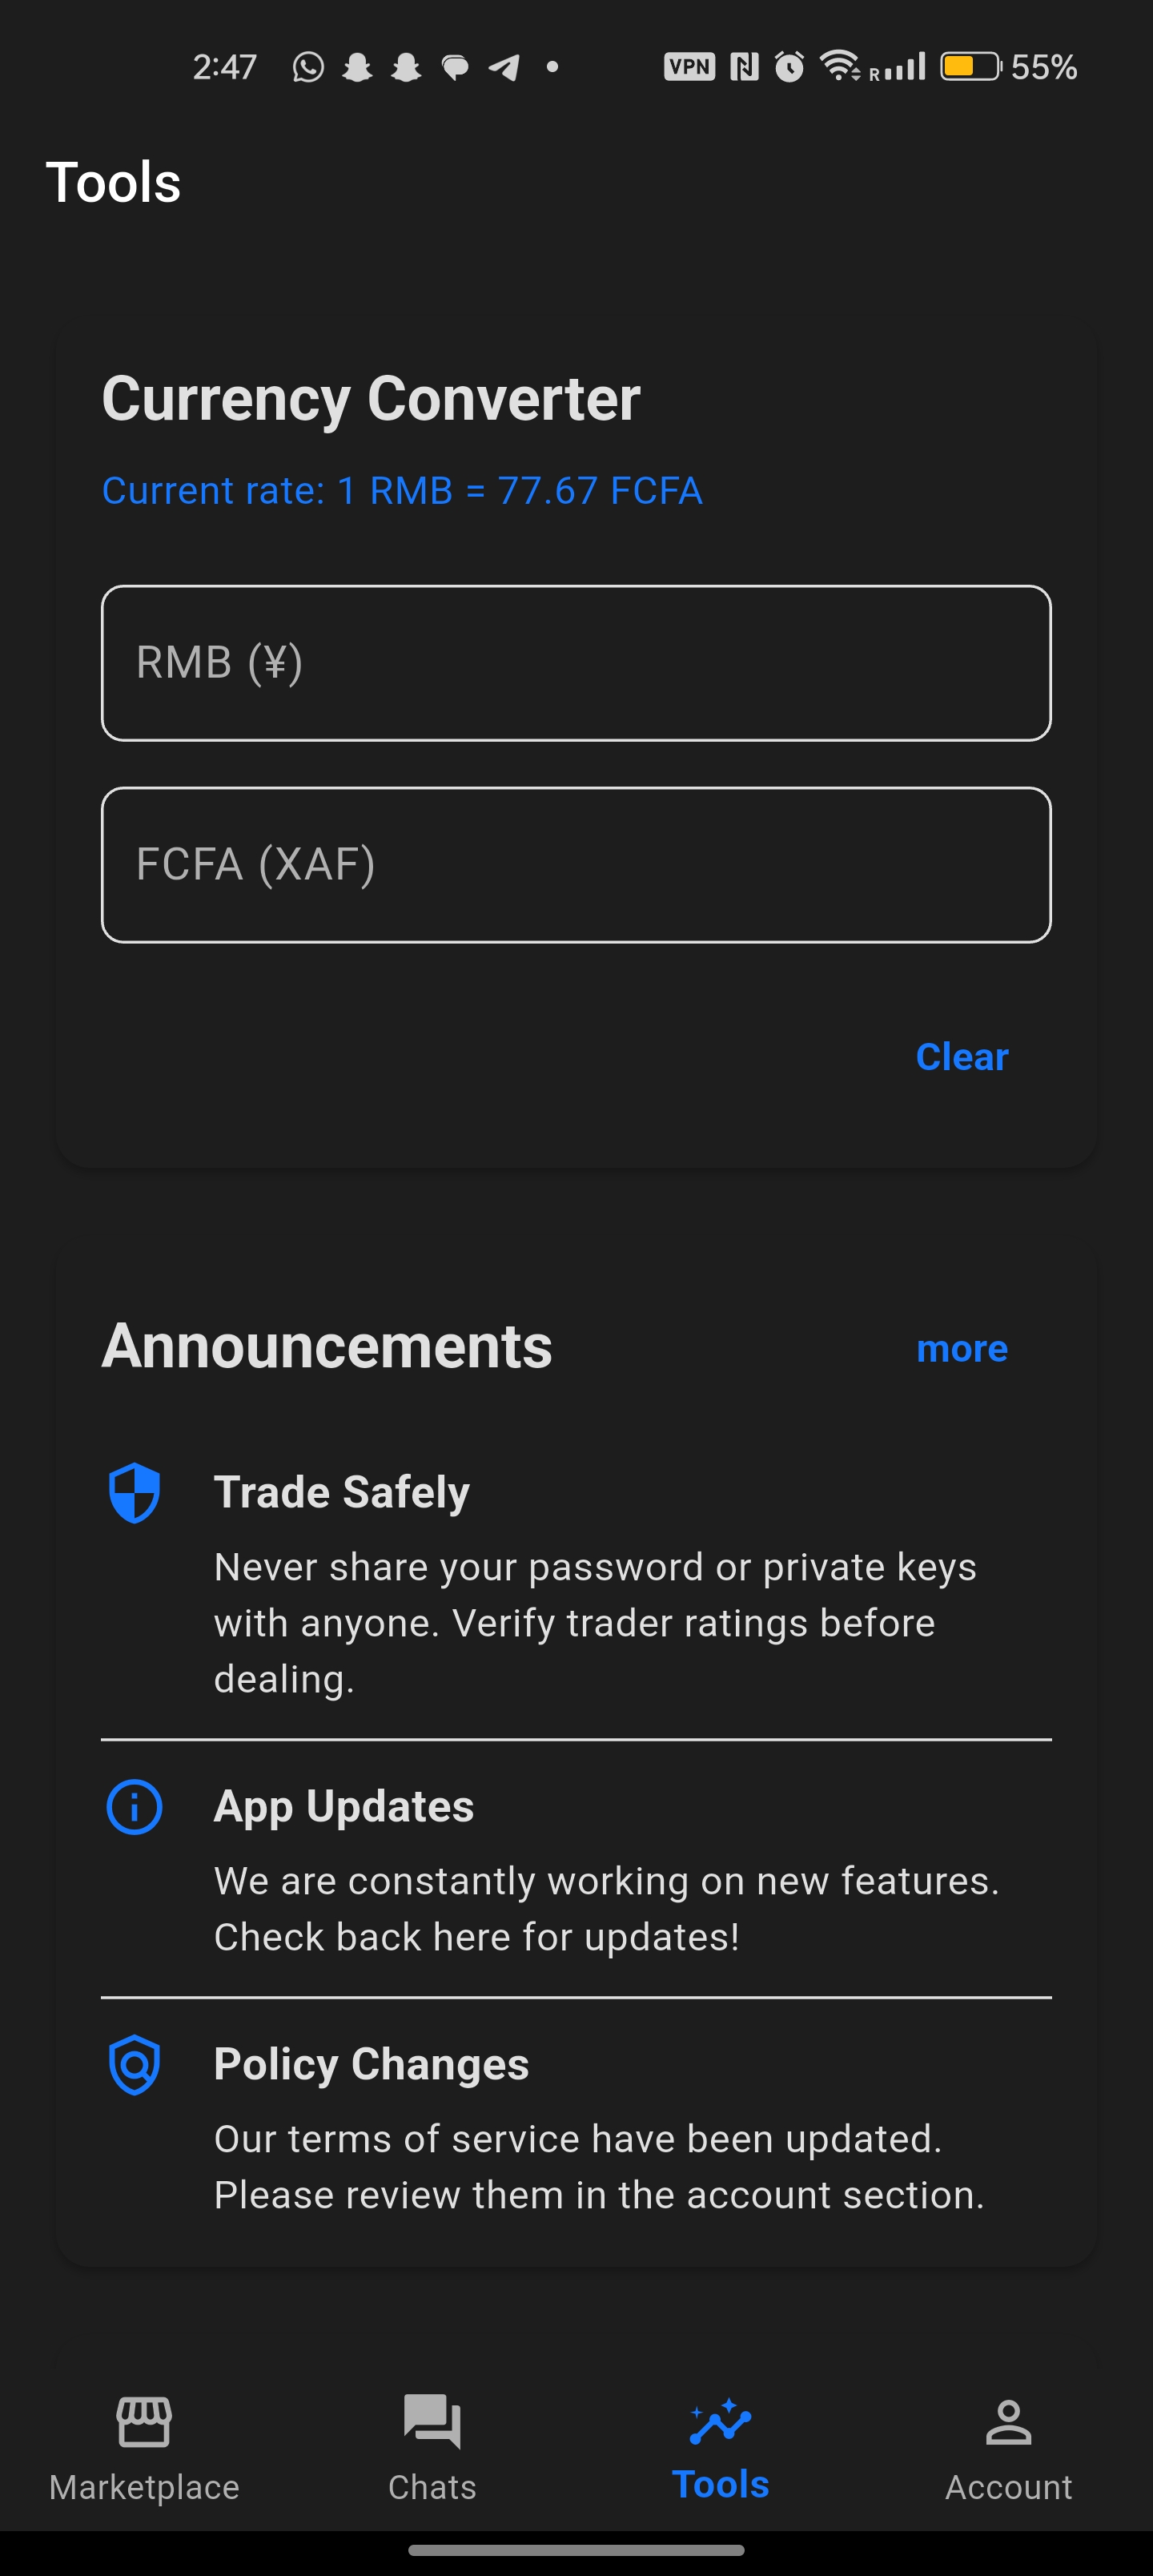 2:47
VPN
R
55%
Tools
Currency Converter
Current rate: 1 RMB = 77.67 FCFA
RMB (¥)
FCFA (XAF)
Clear
Announcements
more
Trade Safely
Never share your password or private keys
with anyone. Verify trader ratings before
dealing.
App Updates
We are constantly working on new features.
Check back here for updates!
Policy Changes
Our terms of service have been updated.
Please review them in the account section.
Marketplace
Chats
Tools
Account